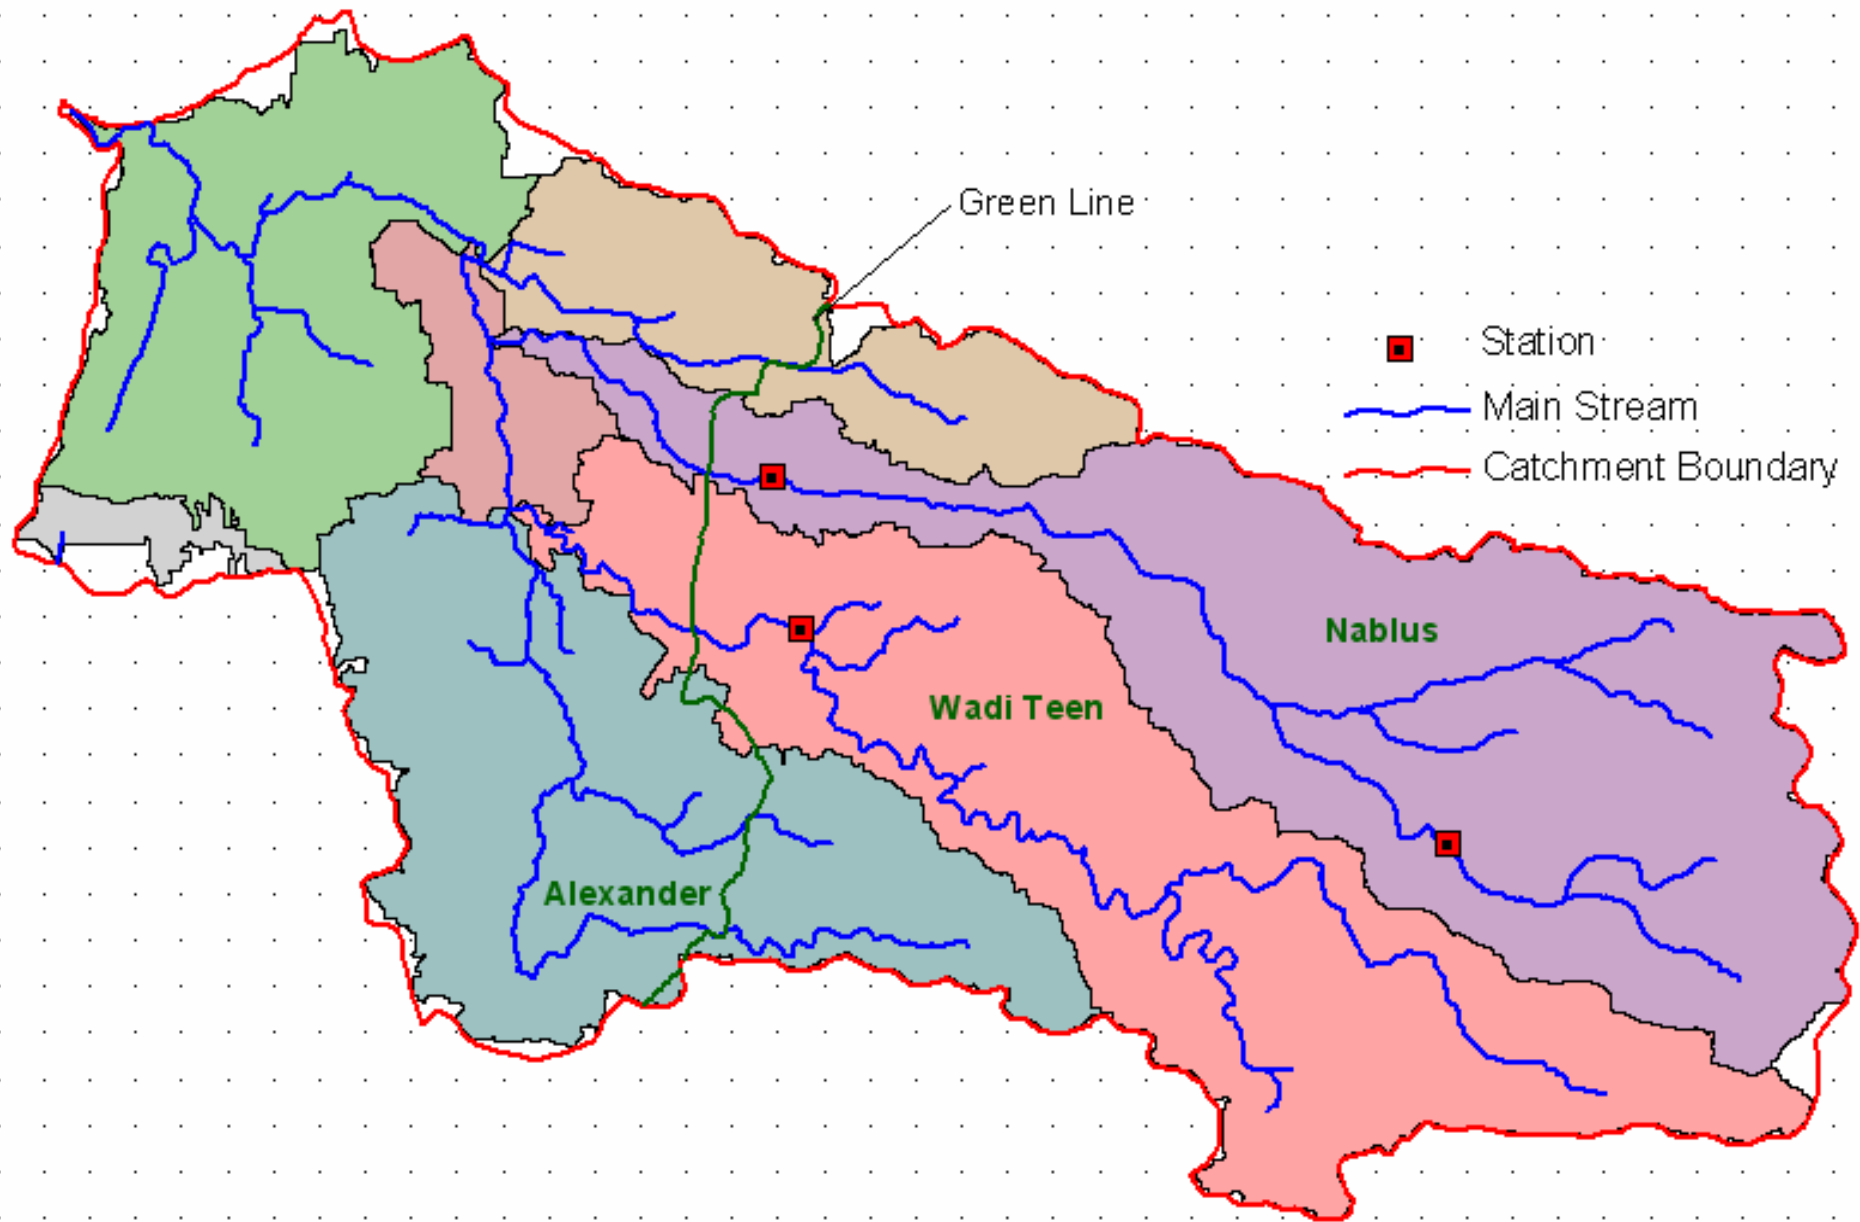 Green Line
Station
Main Stream
Catchment Boundary
Nablus
Wadi Teen
Alexander